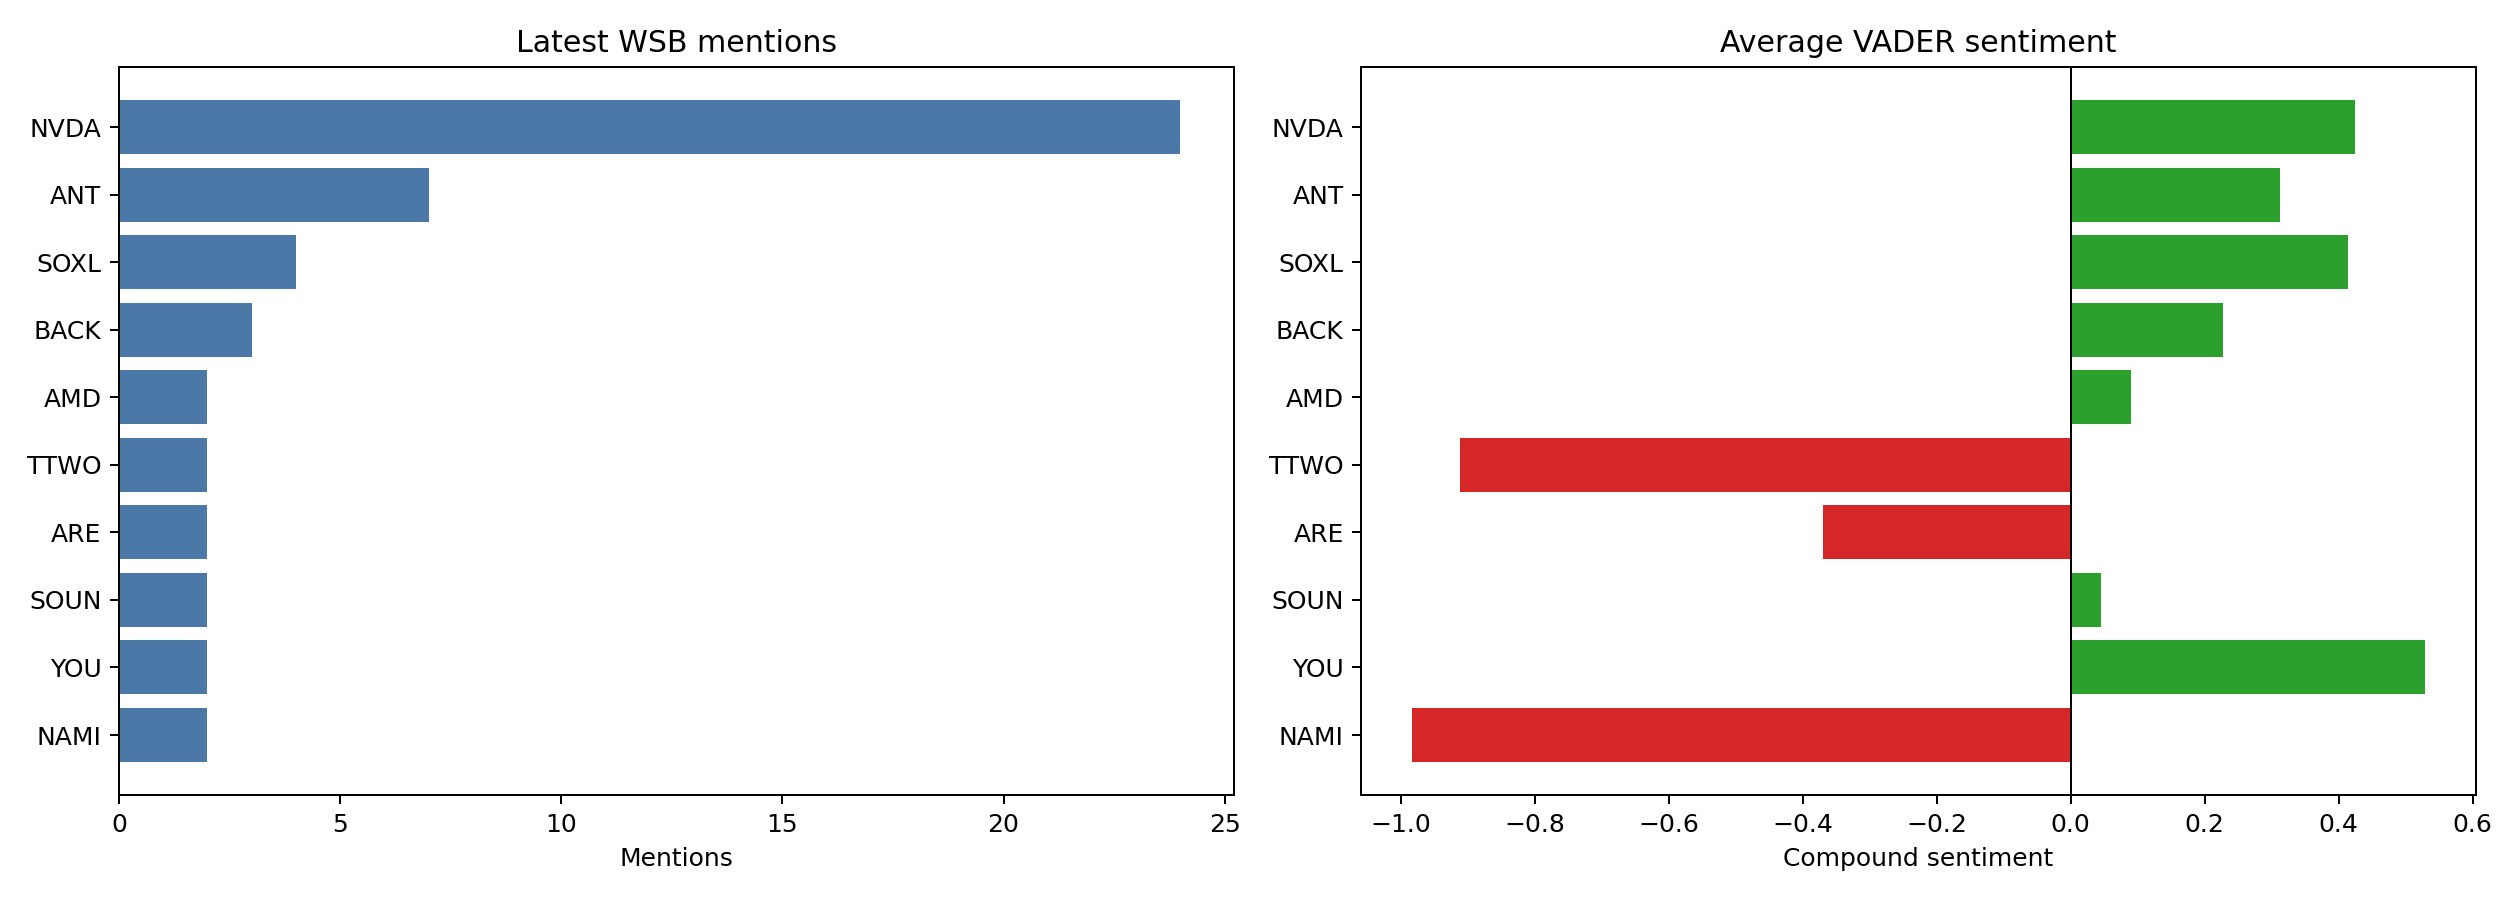 Latest WSB mentions
NVDA
ANT
SOXL
BACK
AMD
TTWO
ARE
SOUN
YOU
NAMI
0 5 10 15 20 25
Mentions
Average VADER sentiment
NVDA
ANT
SOXL
BACK
AMD
TTWO
ARE
SOUN
YOU
NAMI
−1.0 −0.8 −0.6 −0.4 −0.2 0.0 0.2 0.4 0.6
Compound sentiment